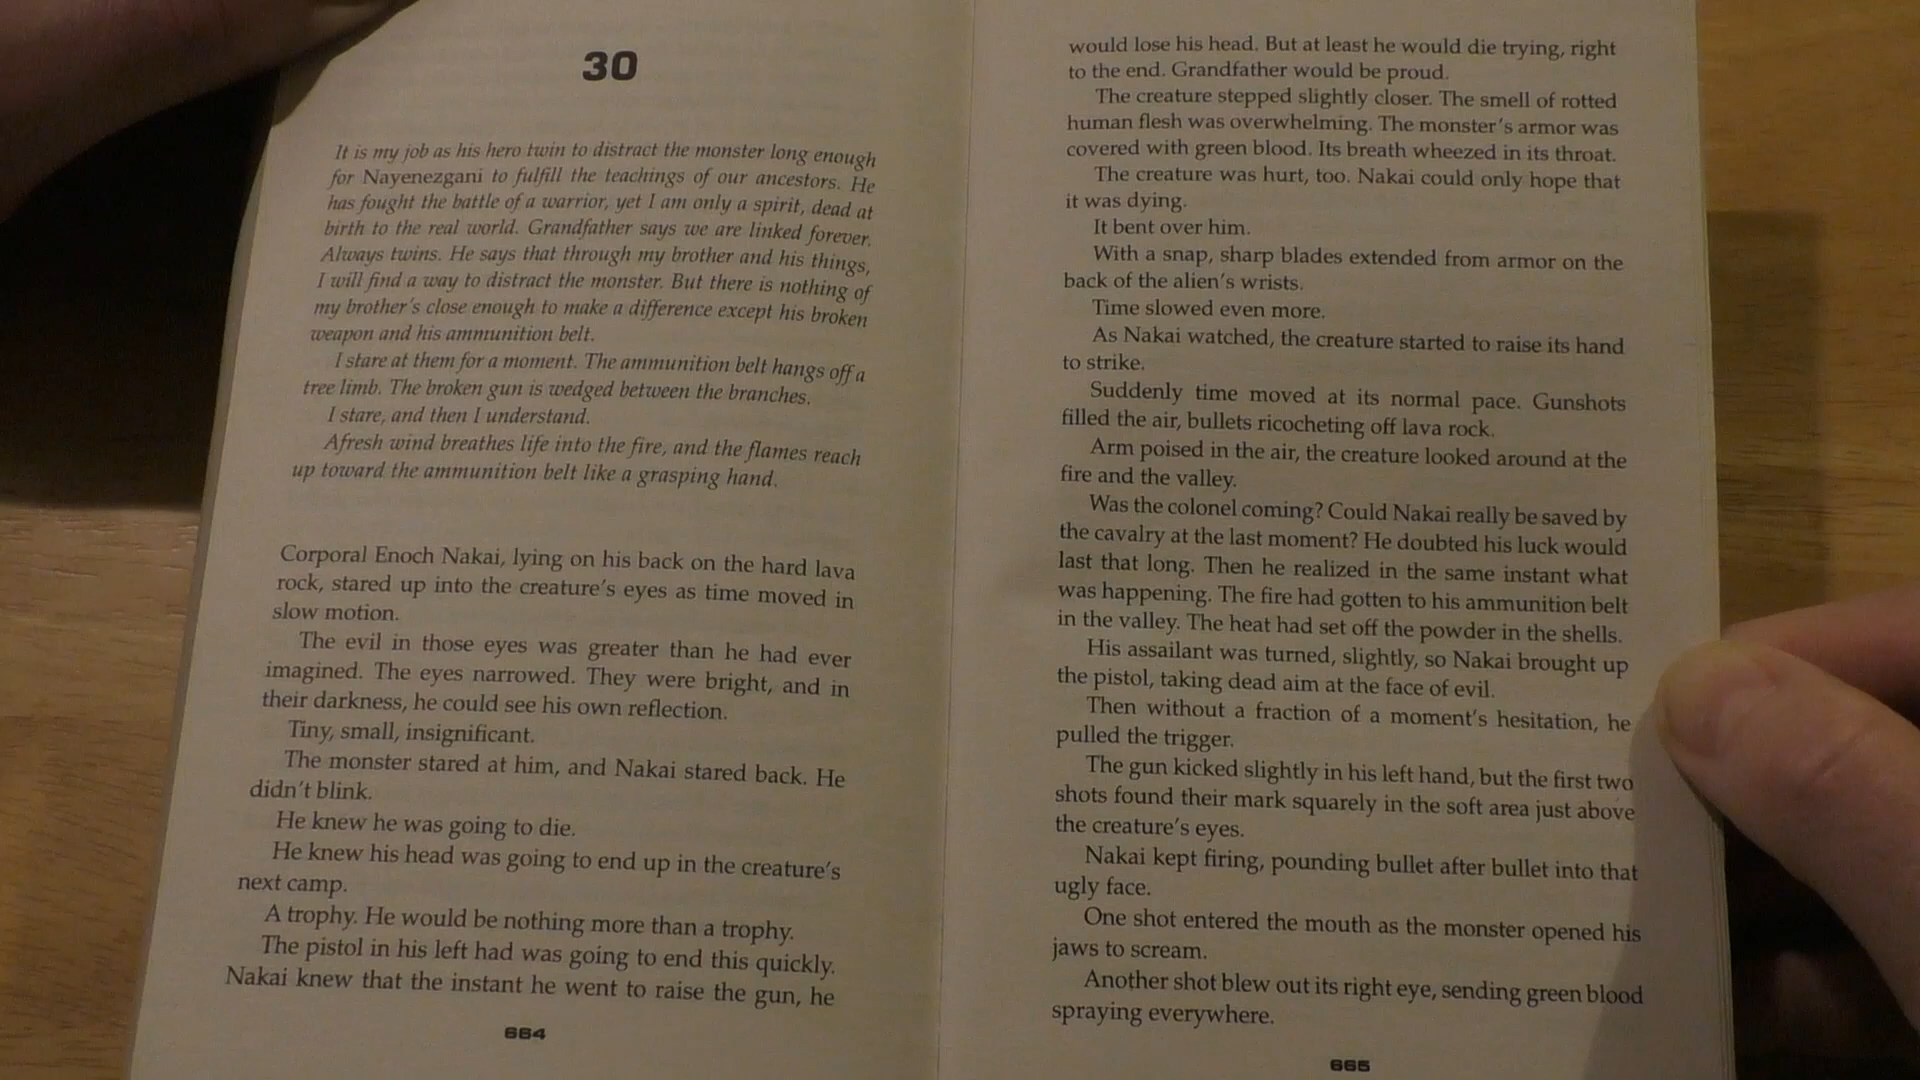 30
It is my job as his hero twin to distract the monster long enough
for Nayenezgani to fulfill the teachings of our ancestors. He
has fought the battle of a warrior, yet I am only a spirit, dead at
birth to the real world. Grandfather says we are linked forever.
Always twins. He says that through my brother and his things,
I will find a way to distract the monster. But there is nothing of
my brother's close enough to make a difference except his broken
weapon and his ammunition belt.
I stare at them for a moment. The ammunition belt hangs off a
tree limb. The broken gun is wedged between the branches.
I stare, and then I understand.
Afresh wind breathes life into the fire, and the flames reach
up toward the ammunition belt like a grasping hand.
Corporal Enoch Nakai, lying on his back on the hard lava
rock, stared up into the creature's eyes as time moved in
slow motion.
The evil in those eyes was greater than he had ever
imagined. The eyes narrowed. They were bright, and in
their darkness, he could see his own reflection.
Tiny, small, insignificant.
The monster stared at him, and Nakai stared back. He
didn't blink.
He knew he was going to die.
He knew his head was going to end up in the creature's
next camp.
A trophy. He would be nothing more than a trophy.
The pistol in his left had was going to end this quickly.
Nakai knew that the instant he went to raise the gun, he
664
would lose his head. But at least he would die trying, right
to the end. Grandfather would be proud.
The creature stepped slightly closer. The smell of rotted
human flesh was overwhelming. The monster's armor was
covered with green blood. Its breath wheezed in its throat.
The creature was hurt, too. Nakai could only hope that
it was dying.
It bent over him.
With a snap, sharp blades extended from armor on the
back of the alien's wrists.
Time slowed even more.
As Nakai watched, the creature started to raise its hand
to strike.
Suddenly time moved at its normal pace. Gunshots
filled the air, bullets ricocheting off lava rock.
Arm poised in the air, the creature looked around at the
fire and the valley.
Was the colonel coming? Could Nakai really be saved by
the cavalry at the last moment? He doubted his luck would
last that long. Then he realized in the same instant what
was happening. The fire had gotten to his ammunition belt
in the valley. The heat had set off the powder in the shells.
His assailant was turned, slightly, so Nakai brought up
the pistol, taking dead aim at the face of evil.
Then without a fraction of a moment's hesitation, he
pulled the trigger.
The gun kicked slightly in his left hand, but the first two
shots found their mark squarely in the soft area just above
the creature's eyes.
Nakai kept firing, pounding bullet after bullet into that
ugly face.
One shot entered the mouth as the monster opened his
jaws to scream.
Another shot blew out its right eye, sending green blood
spraying everywhere.
665